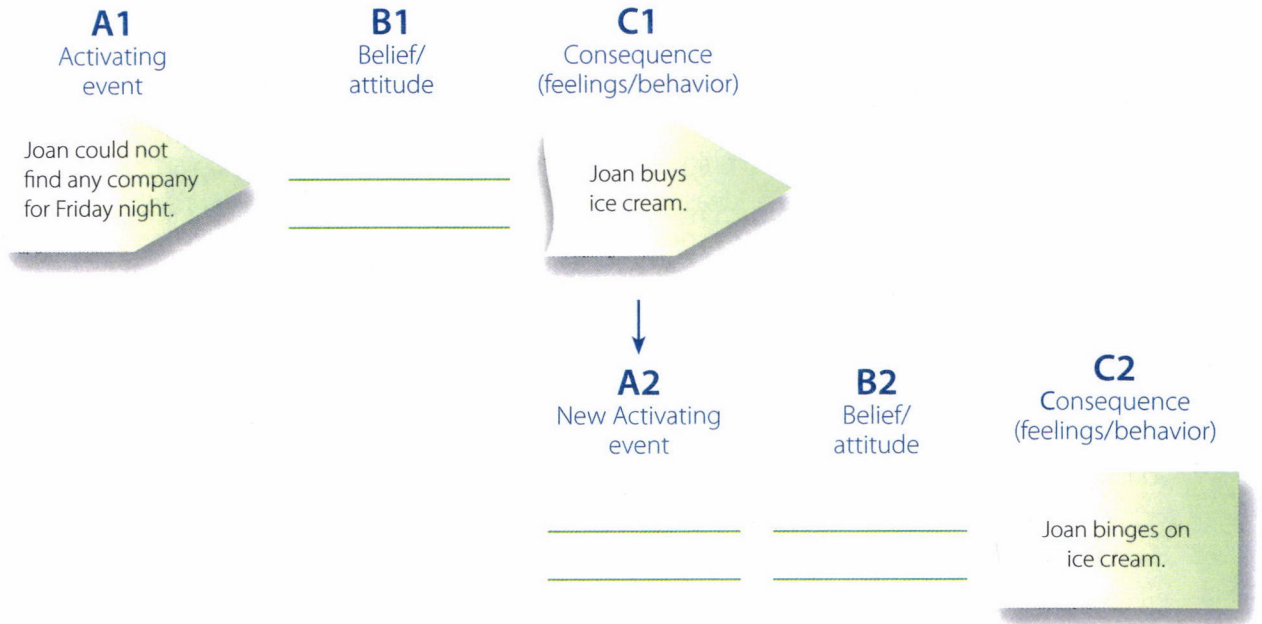 A1
Activating
event
B1
Belief/
attitude
C1
Consequence
(feelings/behavior)
Joan could not
find any company
for Friday night.
Joan buys
ice cream.
A2
New Activating
event
B2
Belief/
attitude
C2
Consequence
(feelings/behavior)
Joan binges on
ice cream.